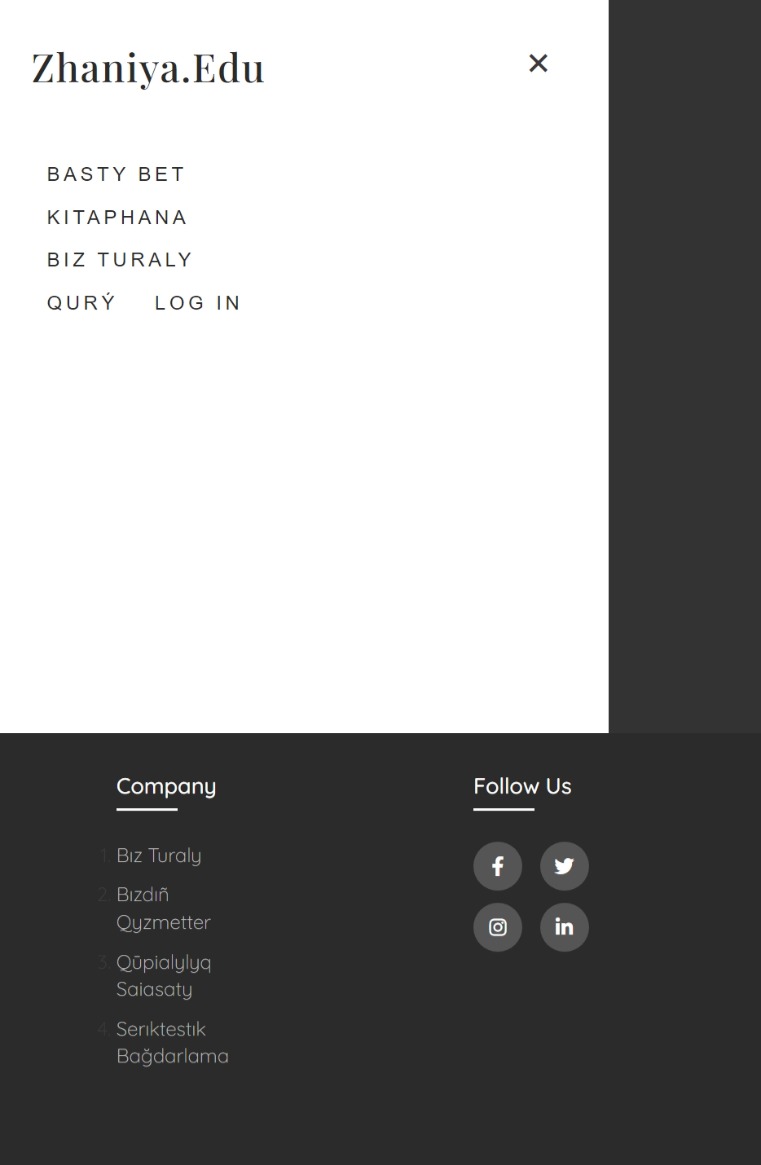 Zhaniya.Edu
BASTY BET
KITAPHANA
BIZ TURALY
QURÝ LOG IN
Company
1. Bız Turaly
2. Bızdıñ
Qyzmetter
3. Qūpialylyq
Saıasaty
4. Serıktestık
Bağdarlama
Follow Us